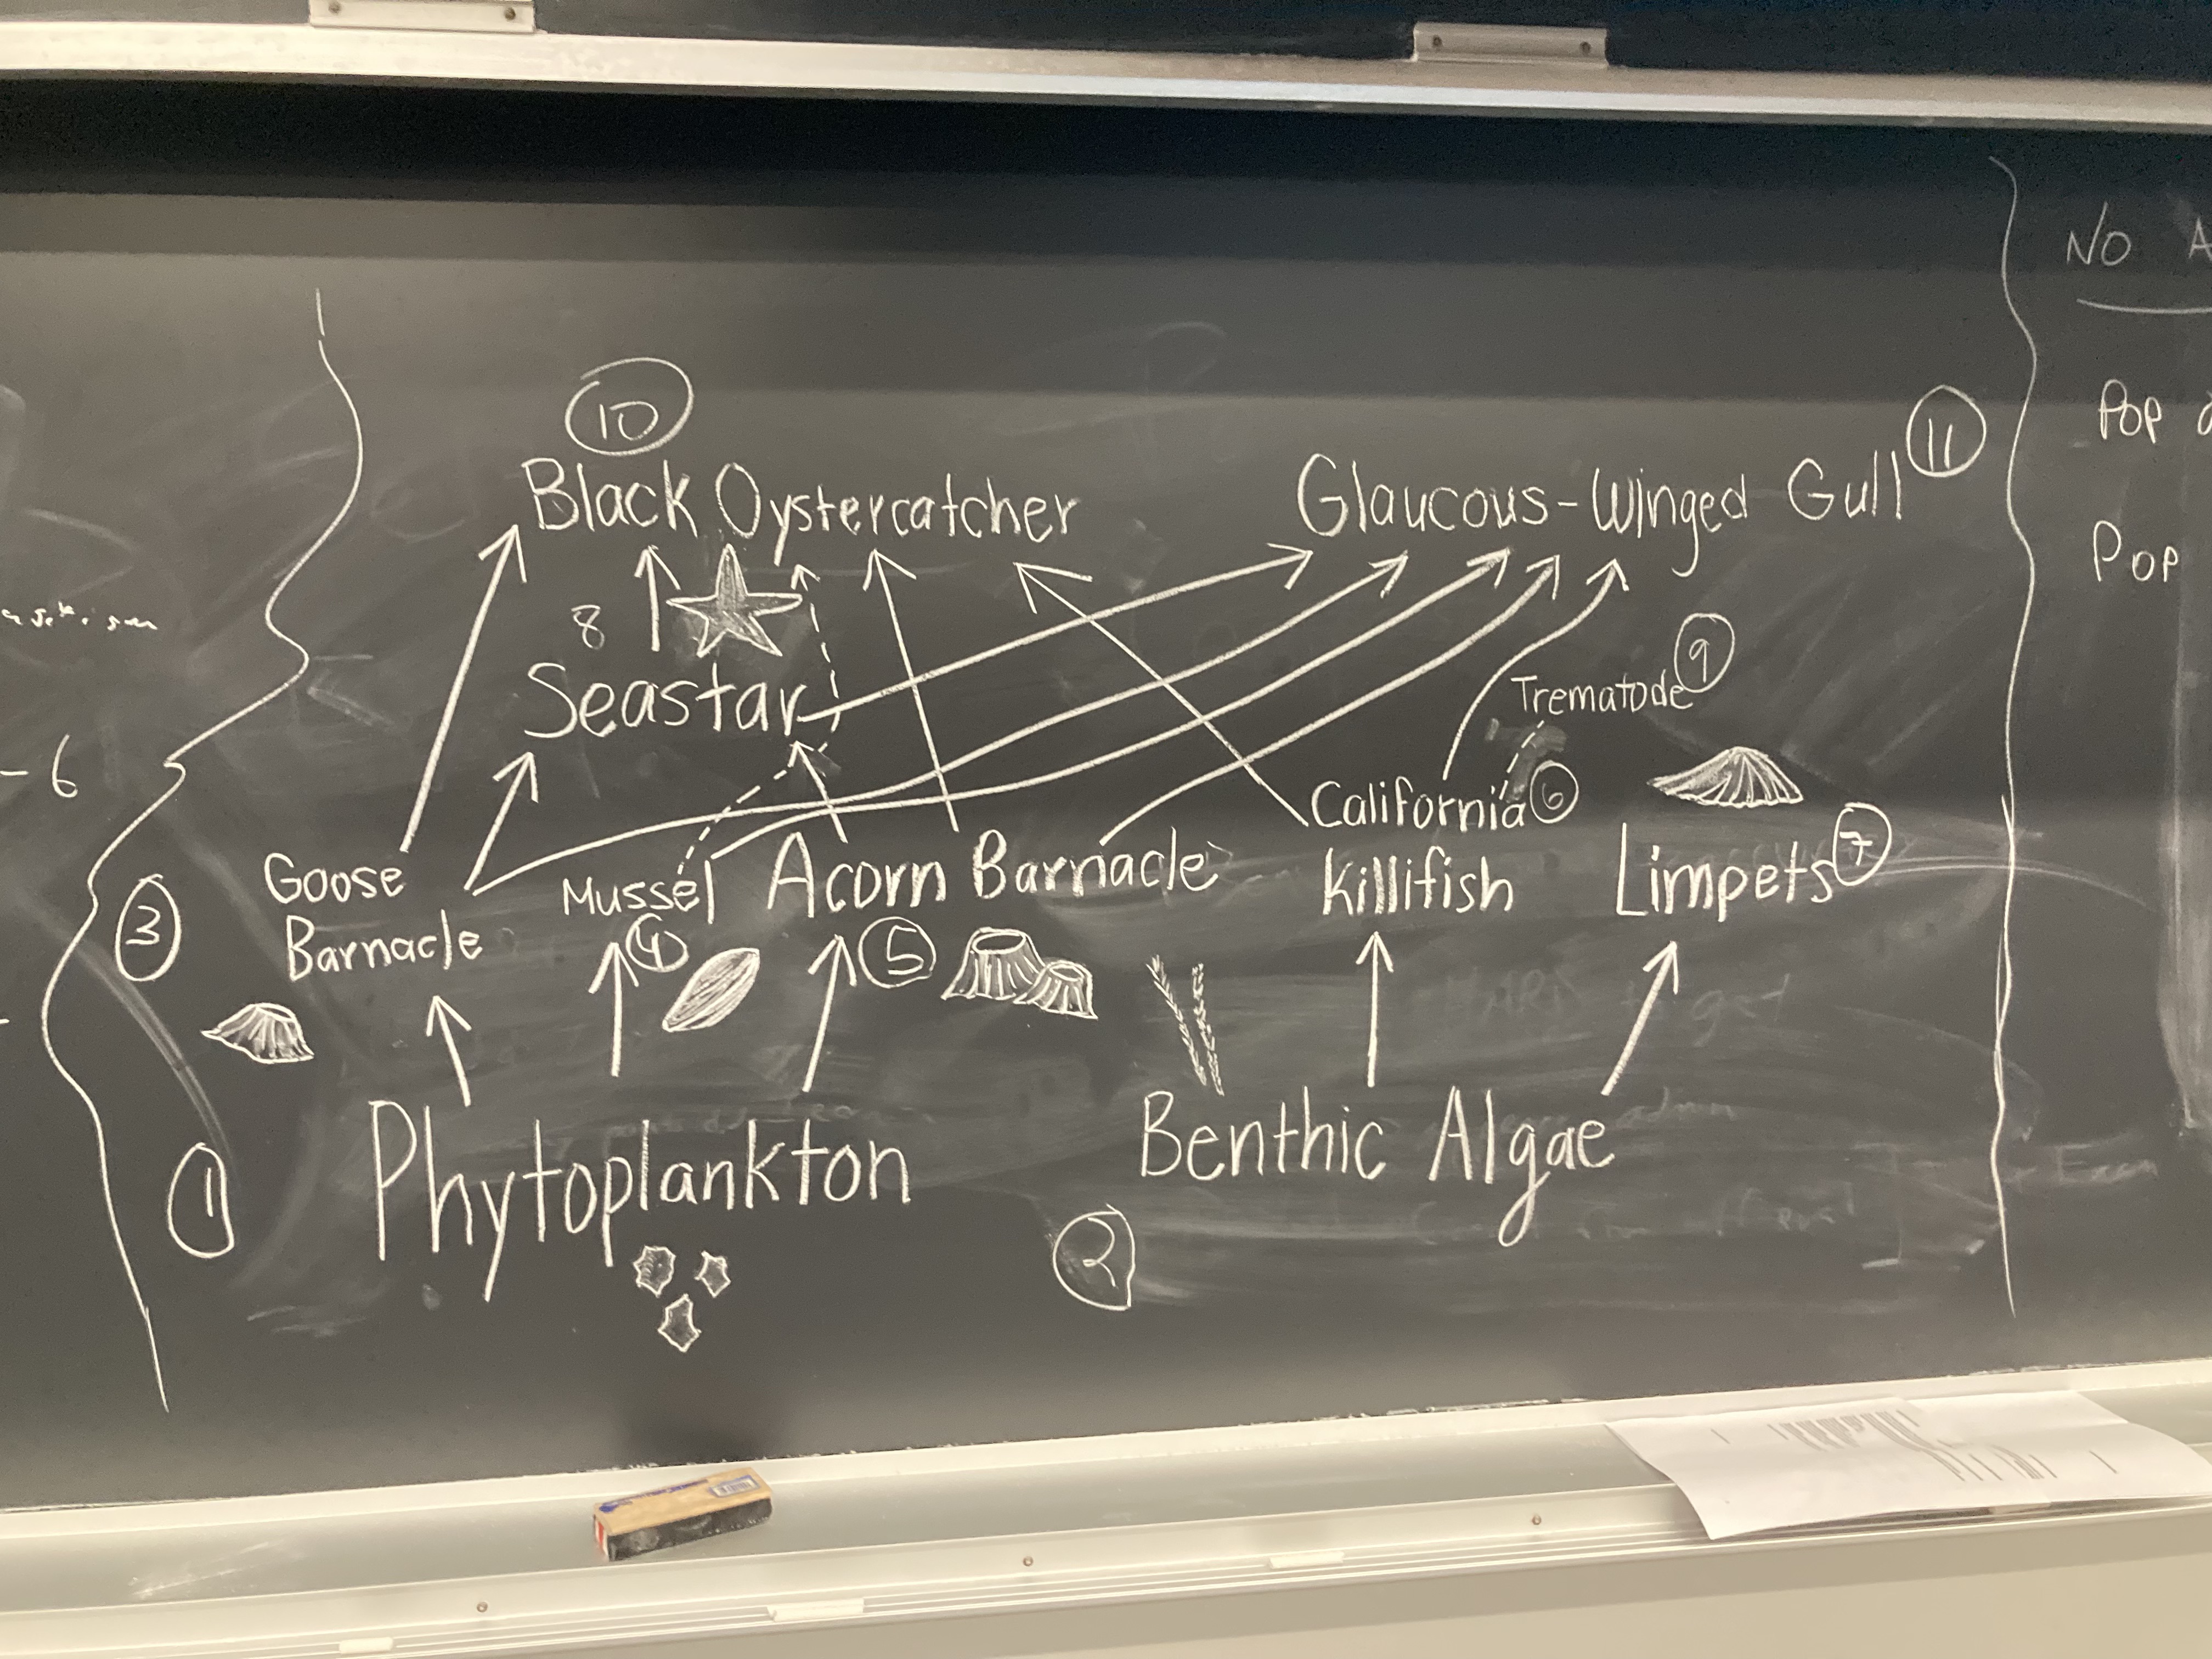 10
Black Oystercatcher
Glaucous-Winged Gull 11
8
Seastar
Trematode 9
California 6
Killifish
Limpets 7
Goose
Barnacle
3
Mussel
4
Acorn Barnacle
5
Phytoplankton
1
Benthic Algae
2
- 6
NO A
Pop
Pop